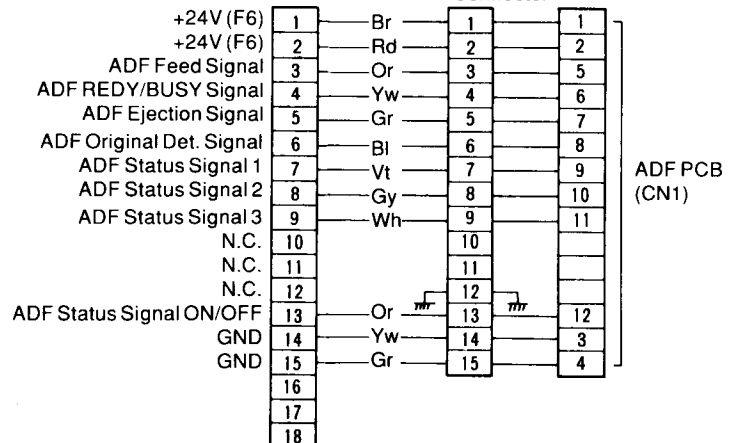 +24V (F6) 1 Br 1 1
+24V (F6) 2 Rd 2 2
ADF Feed Signal 3 Or 3 5
ADF REDY/BUSY Signal 4 Yw 4 6
ADF Ejection Signal 5 Gr 5 7
ADF Original Det. Signal 6 Bl 6 8
ADF Status Signal 1 7 Vt 7 9
ADF PCB
ADF Status Signal 2 8 Gy 8 10
(CN1)
ADF Status Signal 3 9 Wh 9 11
N.C. 10 10
N.C. 11 11
N.C. 12 12
ADF Status Signal ON/OFF 13 Or 13 12
GND 14 Yw 14 3
GND 15 Gr 15 4
16
17
18